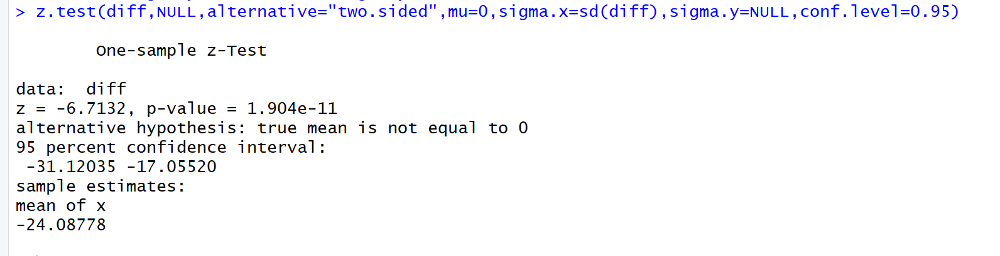 > z.test(diff,NULL,alternative="two.sided",mu=0,sigma.x=sd(diff),sigma.y=NULL,conf.level=0.95)
One-sample z-Test
data:  diff
z = -6.7132, p-value = 1.904e-11
alternative hypothesis: true mean is not equal to 0
95 percent confidence interval:
-31.12035 -17.05520
sample estimates:
mean of x
-24.08778